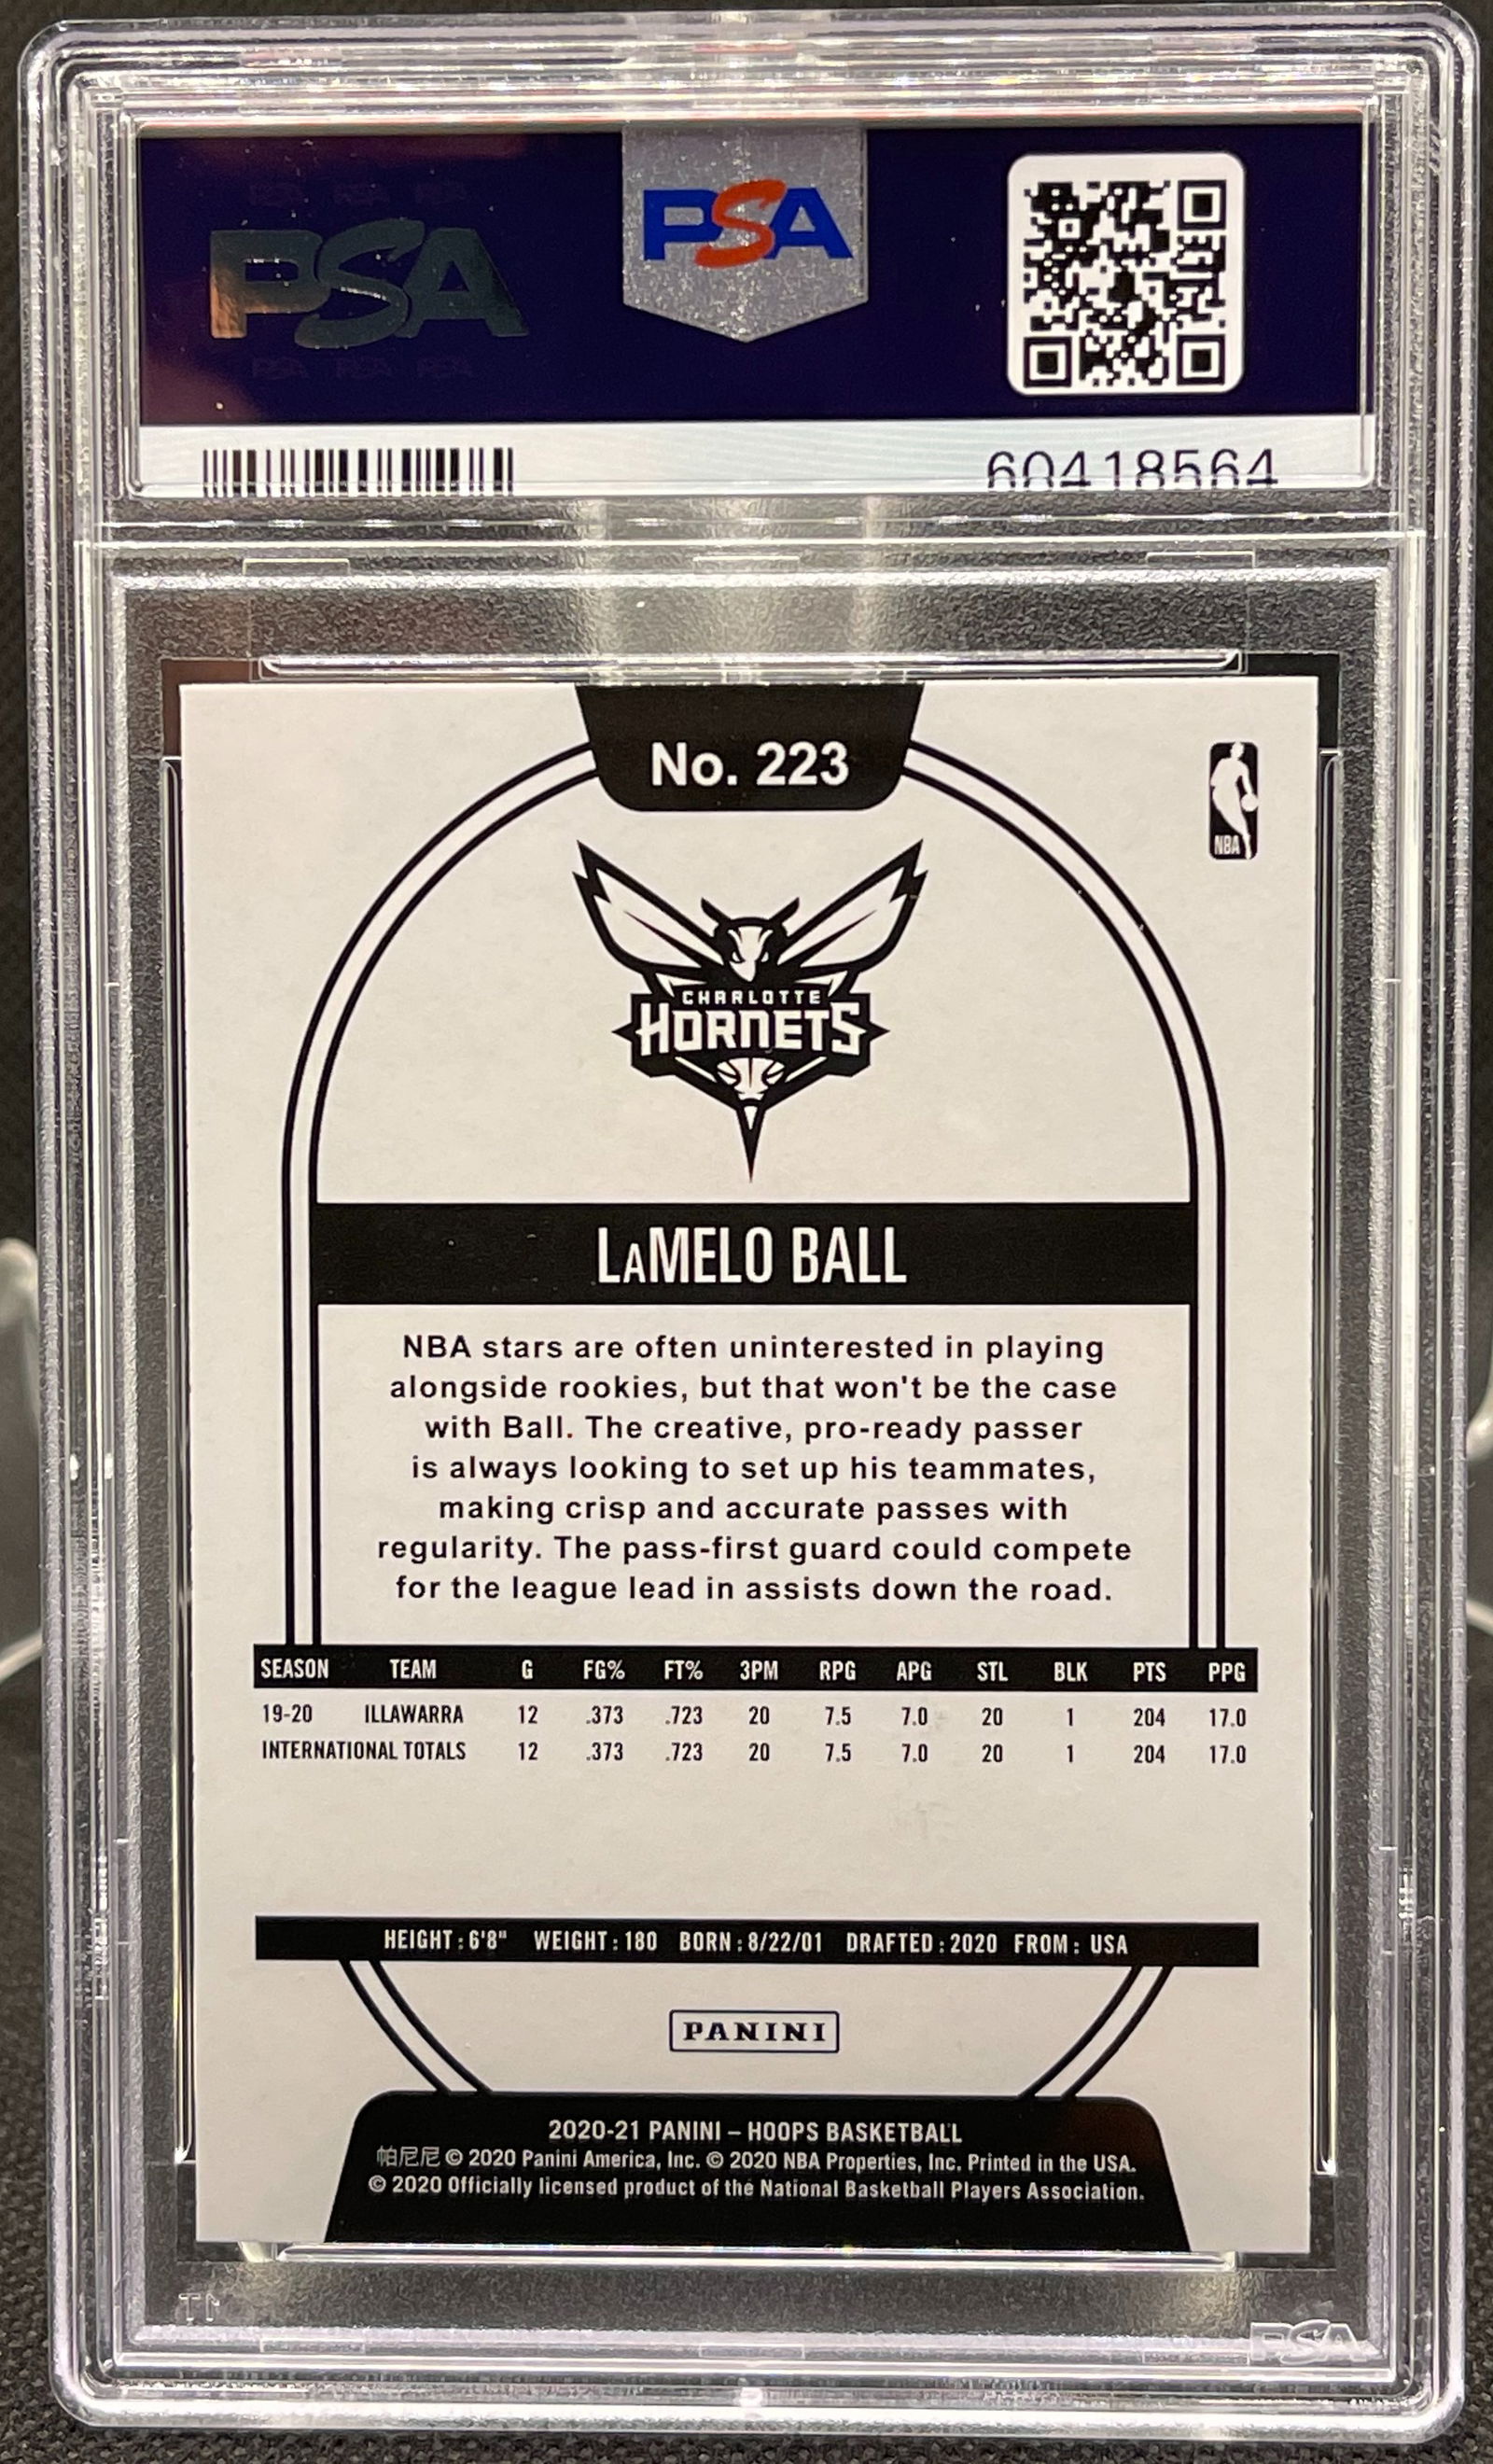 PSA
PSA
60418564
No. 223
NBA
CHARLOTTE
HORNETS
LaMELO BALL
NBA stars are often uninterested in playing
alongside rookies, but that won't be the case
with Ball. The creative, pro-ready passer
is always looking to set up his teammates,
making crisp and accurate passes with
regularity. The pass-first guard could compete
for the league lead in assists down the road.
SEASON TEAM G FG% FT% 3PM RPG APG STL BLK PTS PPG
19-20 ILLAWARRA 12 .373 .723 20 7.5 7.0 20 1 204 17.0
INTERNATIONAL TOTALS 12 .373 .723 20 7.5 7.0 20 1 204 17.0
HEIGHT: 6'8" WEIGHT: 180 BORN: 8/22/01 DRAFTED: 2020 FROM: USA
PANINI
2020-21 PANINI – HOOPS BASKETBALL
帕尼尼 © 2020 Panini America, Inc. © 2020 NBA Properties, Inc. Printed in the USA.
© 2020 Officially licensed product of the National Basketball Players Association.
PSA